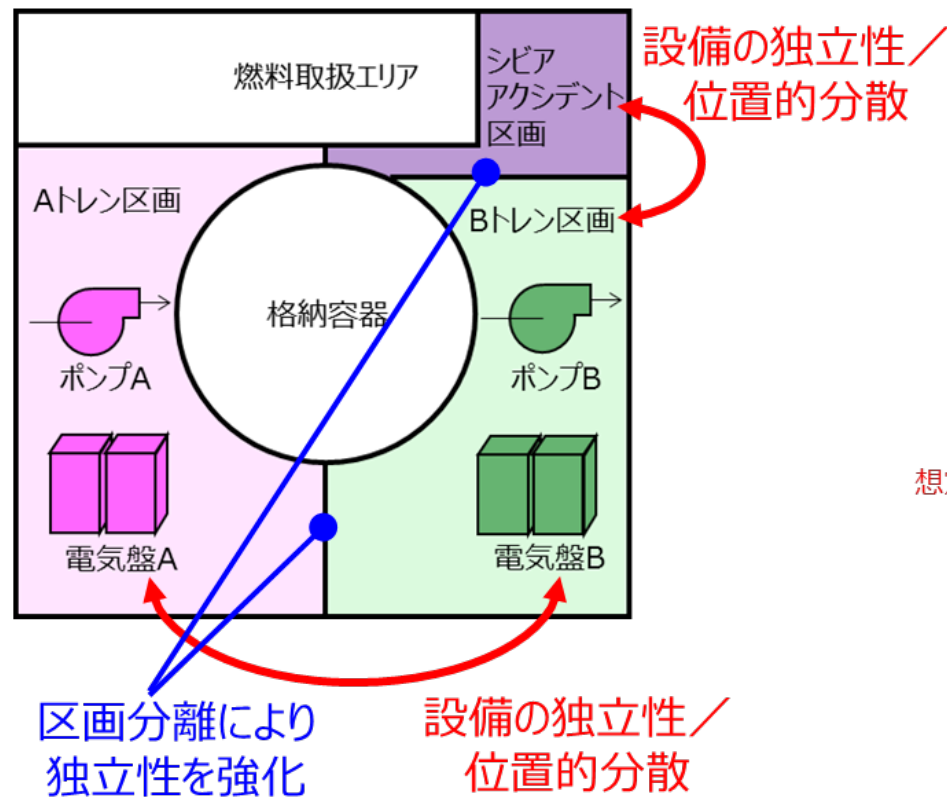 燃料取扱エリア
シビア
アクシデント
区画
設備の独立性／
位置的分散
Aトレン区画
Bトレン区画
格納容器
ポンプA
ポンプB
電気盤A
電気盤B
想
区画分離により
独立性を強化
設備の独立性／
位置的分散